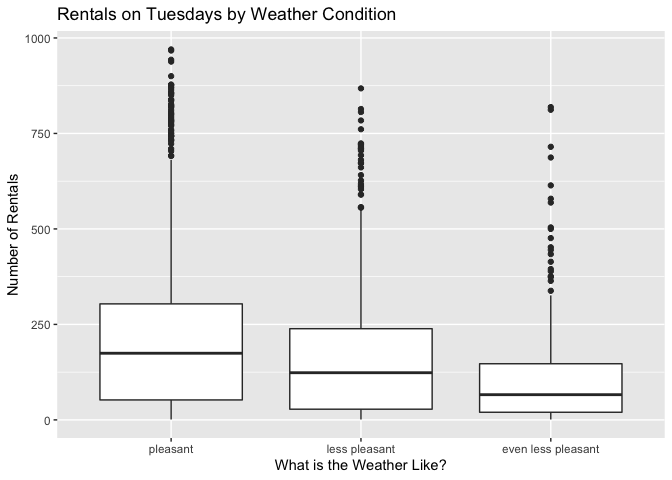 Rentals on Tuesdays by Weather Condition
1000
750
500
250
0
Number of Rentals
pleasant less pleasant even less pleasant
What is the Weather Like?